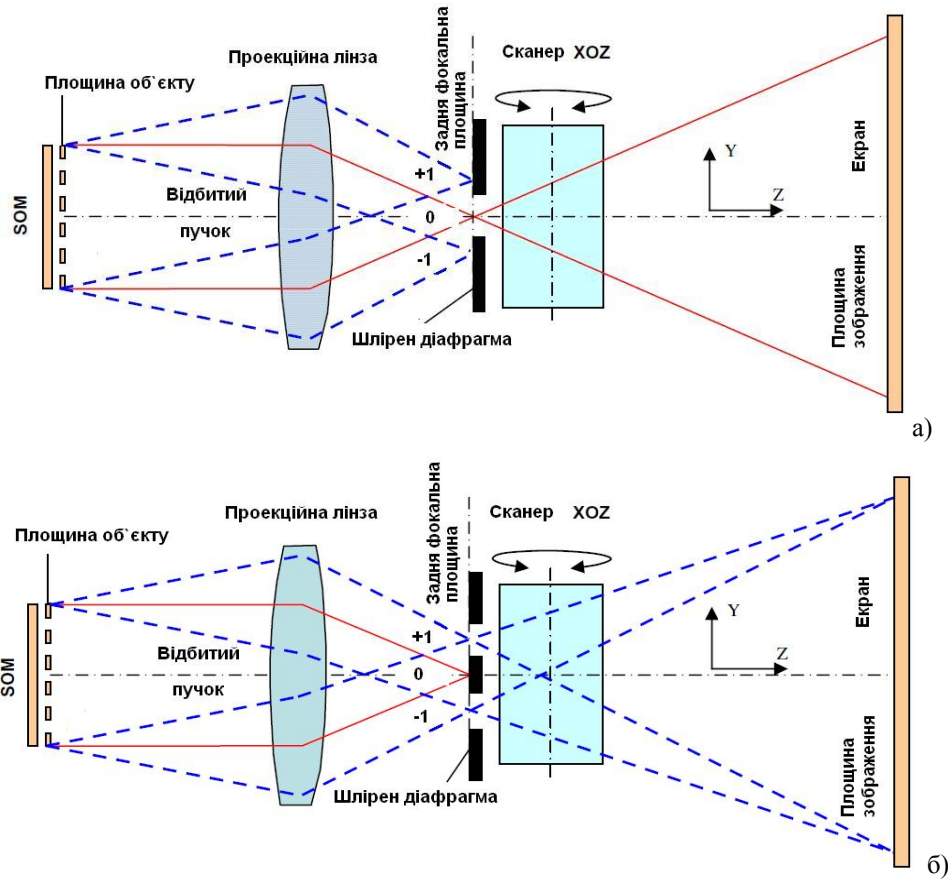 Проекційна лінза
Площина об`єкту
Задня фокальна
площина
Сканер XOZ
SOM
Відбитий
пучок
+1
0
-1
Шлірен діафрагма
Y
Z
Екран
Площина
зображення
а)
Проекційна лінза
Площина об`єкту
Задня фокальна
площина
Сканер XOZ
SOM
Відбитий
пучок
+1
0
-1
Шлірен діафрагма
Y
Z
Екран
Площина
зображення
б)